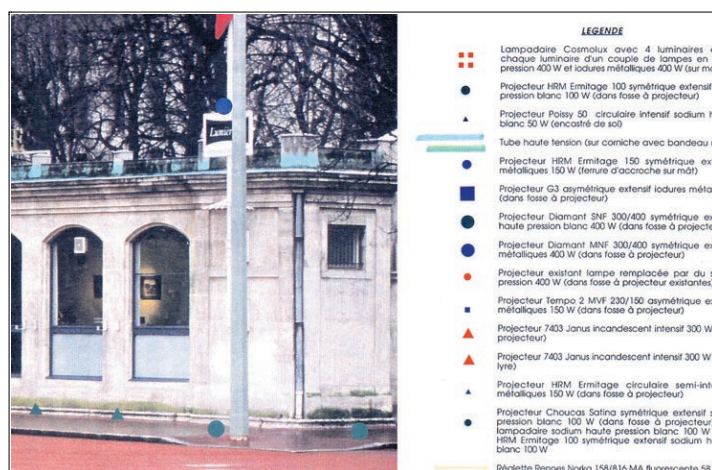 Lumière
LEGENDE
Lampadaire Cosmolux avec 4 luminaires
chaque luminaire d'un couple de lampes en
pression 400 W et iodures métalliques 400 W (sur
Projecteur HRM Ermitage 100 symétrique extensif
pression blanc 100 W (dans fosse à projecteur)
Projecteur Poissy 50 circulaire intensif sodium
blanc 50 W (encastré de sol)
Tube haute tension (sur corniche avec bandeau
Projecteur HRM Ermitage 150 symétrique
métalliques 150 W (ferrure d'accroche sur mât)
Projecteur G3 asymétrique extensif iodures
(dans fosse à projecteur)
Projecteur Diamant SNF 300/400 symétrique
haute pression blanc 400 W (dans fosse à
Projecteur Diamant MNF 300/400 symétrique
métalliques 400 W (dans fosse à projecteur)
Projecteur existant lampe remplacée par du
pression 400 W (dans fosse à projecteur existantes)
Projecteur Tempo 2 MVF 230/150 asymétrique
métalliques 150 W (dans fosse à projecteur)
Projecteur 7403 Janus incandescent intensif 300 W
projecteur)
Projecteur 7403 Janus incandescent intensif 300 W
lyre)
Projecteur HRM Ermitage circulaire
métalliques 150 W (dans fosse à projecteur)
Projecteur Choucas Satina symétrique extensif
pression blanc 100 W (dans fosse à projecteur)
lampadaire sodium haute pression blanc 100 W
HRM Ermitage 100 symétrique extensif sodium
blanc 100 W
Réglette Rennes Norka 158/816 MA fluorescente 58